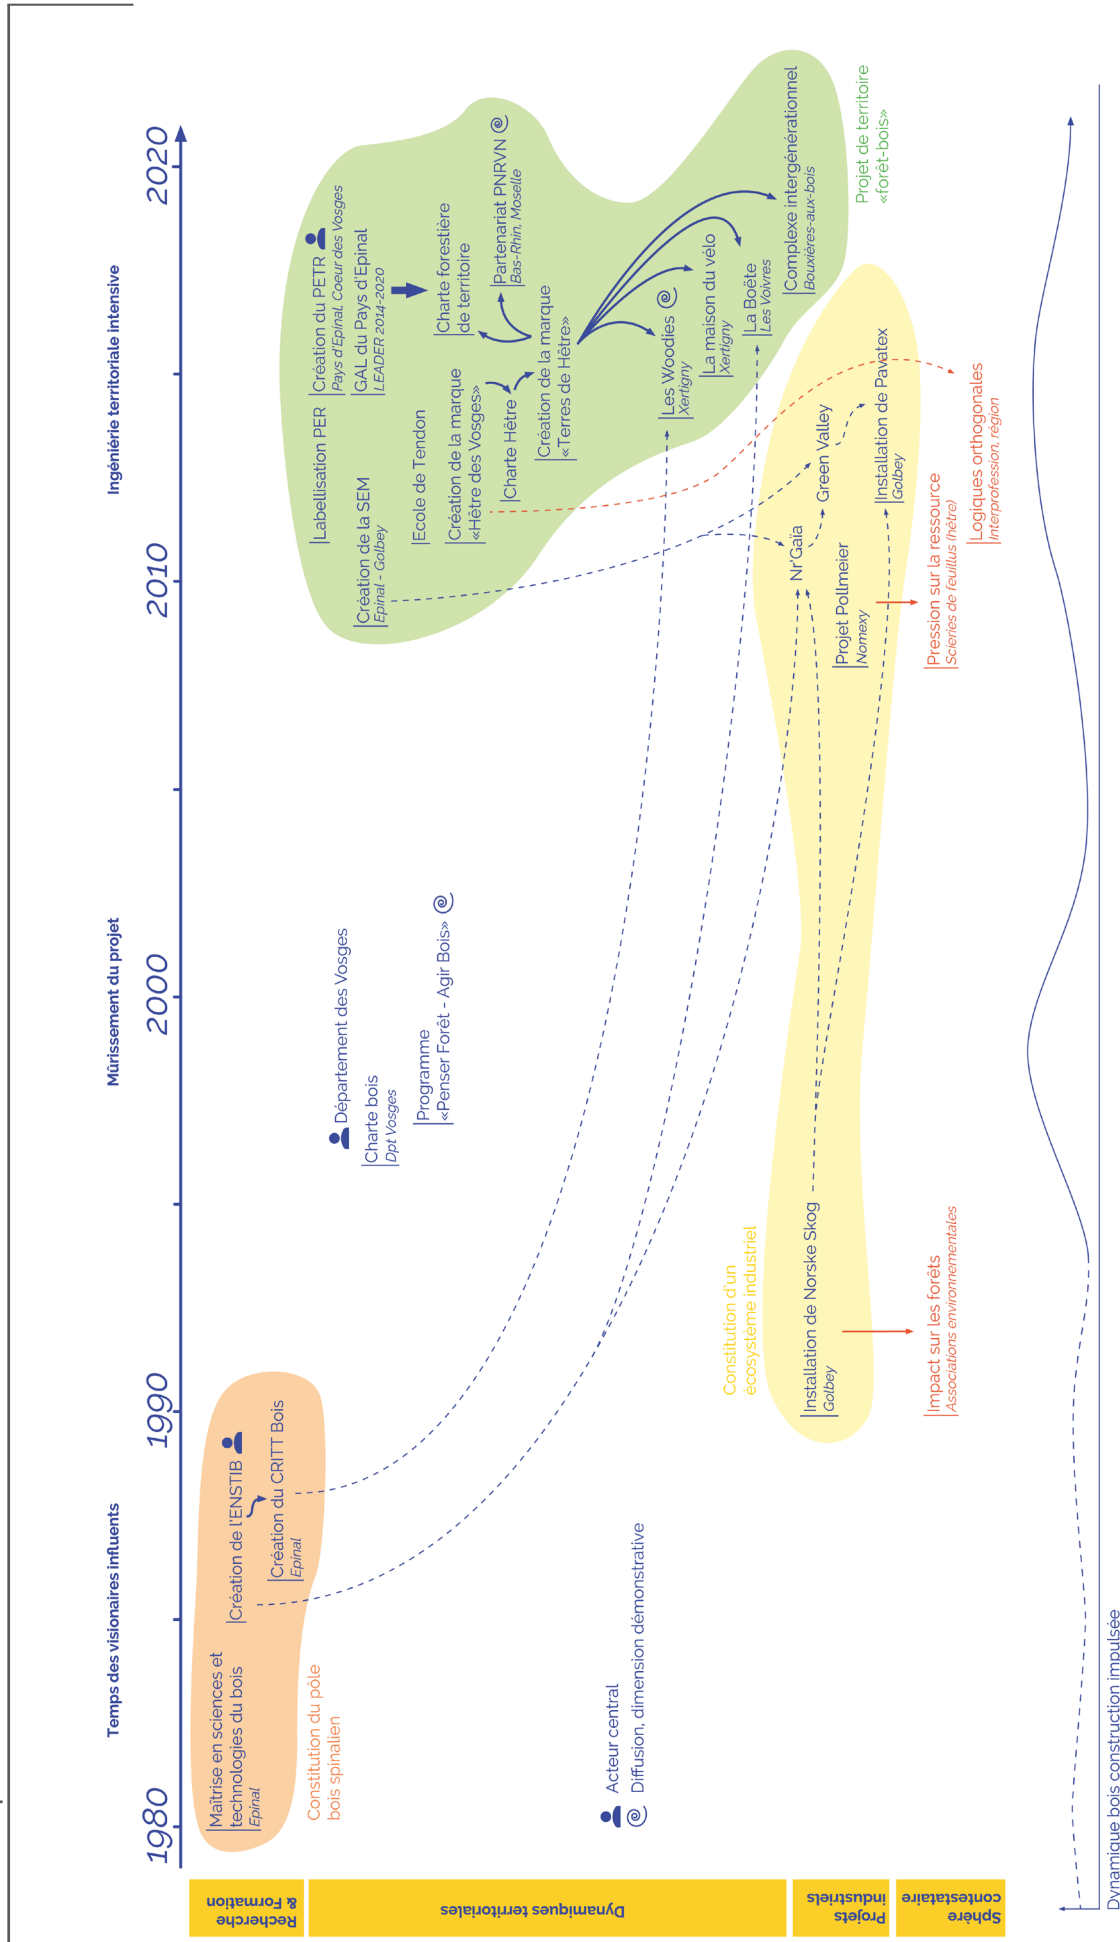 Temps des visionaires influents
Mûrissement du projet
Ingénierie territoriale intensive
1980
1990
2000
2010
2020
Recherche
& Formation
Maîtrise en sciences et
technologies du bois
Epinal
Création de l'ENSTIB
Création du CRITT Bois
Epinal
Constitution du pôle
bois spinalien
Dynamiques territoriales
Département des Vosges
Charte bois
Dpt Vosges
Programme
«Penser Forêt - Agir Bois»
Labellisation PER
Création de la SEM
Epinal - Golbey
Création du PETR
Pays d'Epinal, Coeur des Vosges
GAL du Pays d'Epinal
LEADER 2014-2020
Ecole de Tendon
Création de la marque
«Hêtre des Vosges»
Charte forestière
de territoire
Charte Hêtre
Partenariat PNRVN
Bas-Rhin, Moselle
Création de la marque
«Terres de Hêtre»
Les Woodies
Xertigny
La maison du vélo
Xertigny
La Boëte
Les Voivres
Complexe intergénérationnel
Bouxières-aux-bois
Projet de territoire
«forêt-bois»
Acteur central
Diffusion, dimension démonstrative
Projets
industriels
Constitution d'un
écosystème industriel
Installation de Norske Skog
Golbey
Nr'Gaïa
Green Valley
Projet Pollmeier
Nomexy
Installation de Pavatex
Golbey
Sphère
contestataire
Impact sur les forêts
Associations environnementales
Pression sur la ressource
Scieries de feuillus (hêtre)
Logiques orthogonales
Interprofession, région
Dynamique bois construction impulsée